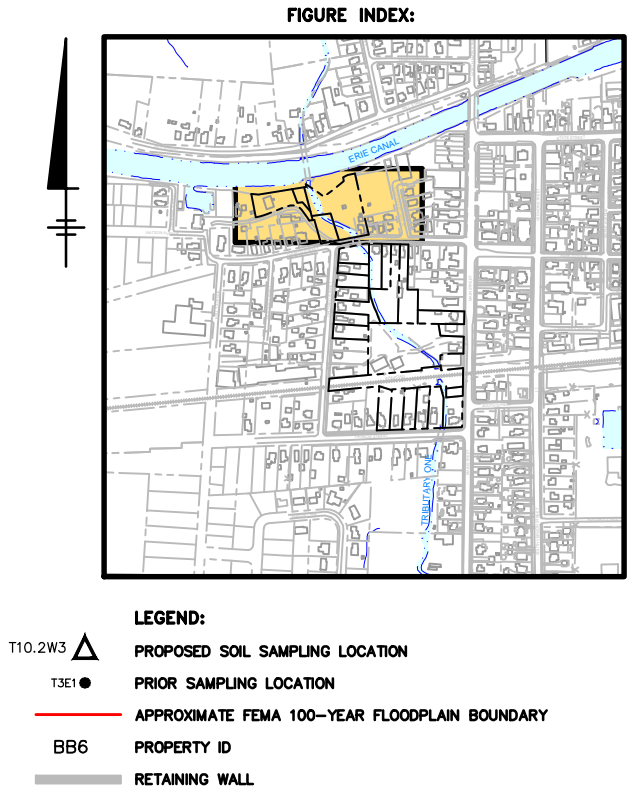 FIGURE INDEX:
ERIE CANAL
TRIBUTARY ONE
LEGEND:
T10.2W3 PROPOSED SOIL SAMPLING LOCATION
T3E1 PRIOR SAMPLING LOCATION
APPROXIMATE FEMA 100-YEAR FLOODPLAIN BOUNDARY
BB6 PROPERTY ID
RETAINING WALL